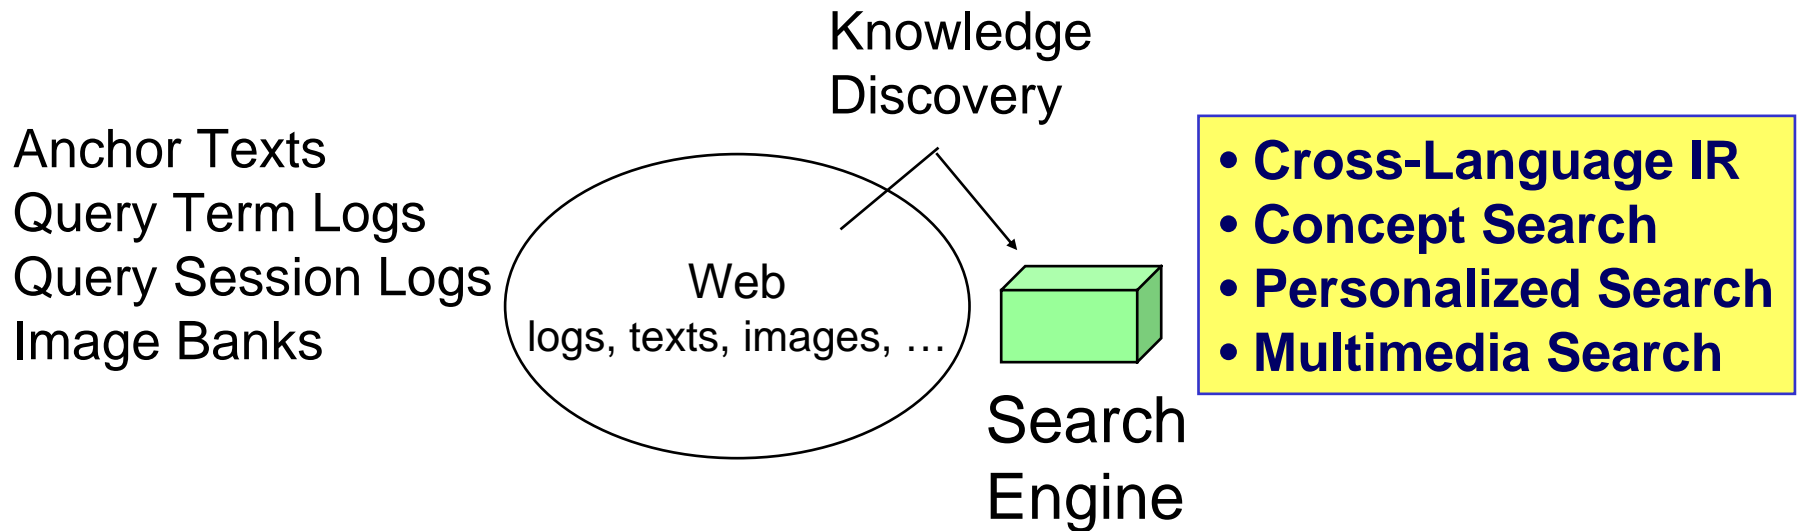 Knowledge
Discovery
Anchor Texts
Query Term Logs
Query Session Logs
Image Banks
Web
logs, texts, images, …
Search
Engine
• Cross-Language IR
• Concept Search
• Personalized Search
• Multimedia Search